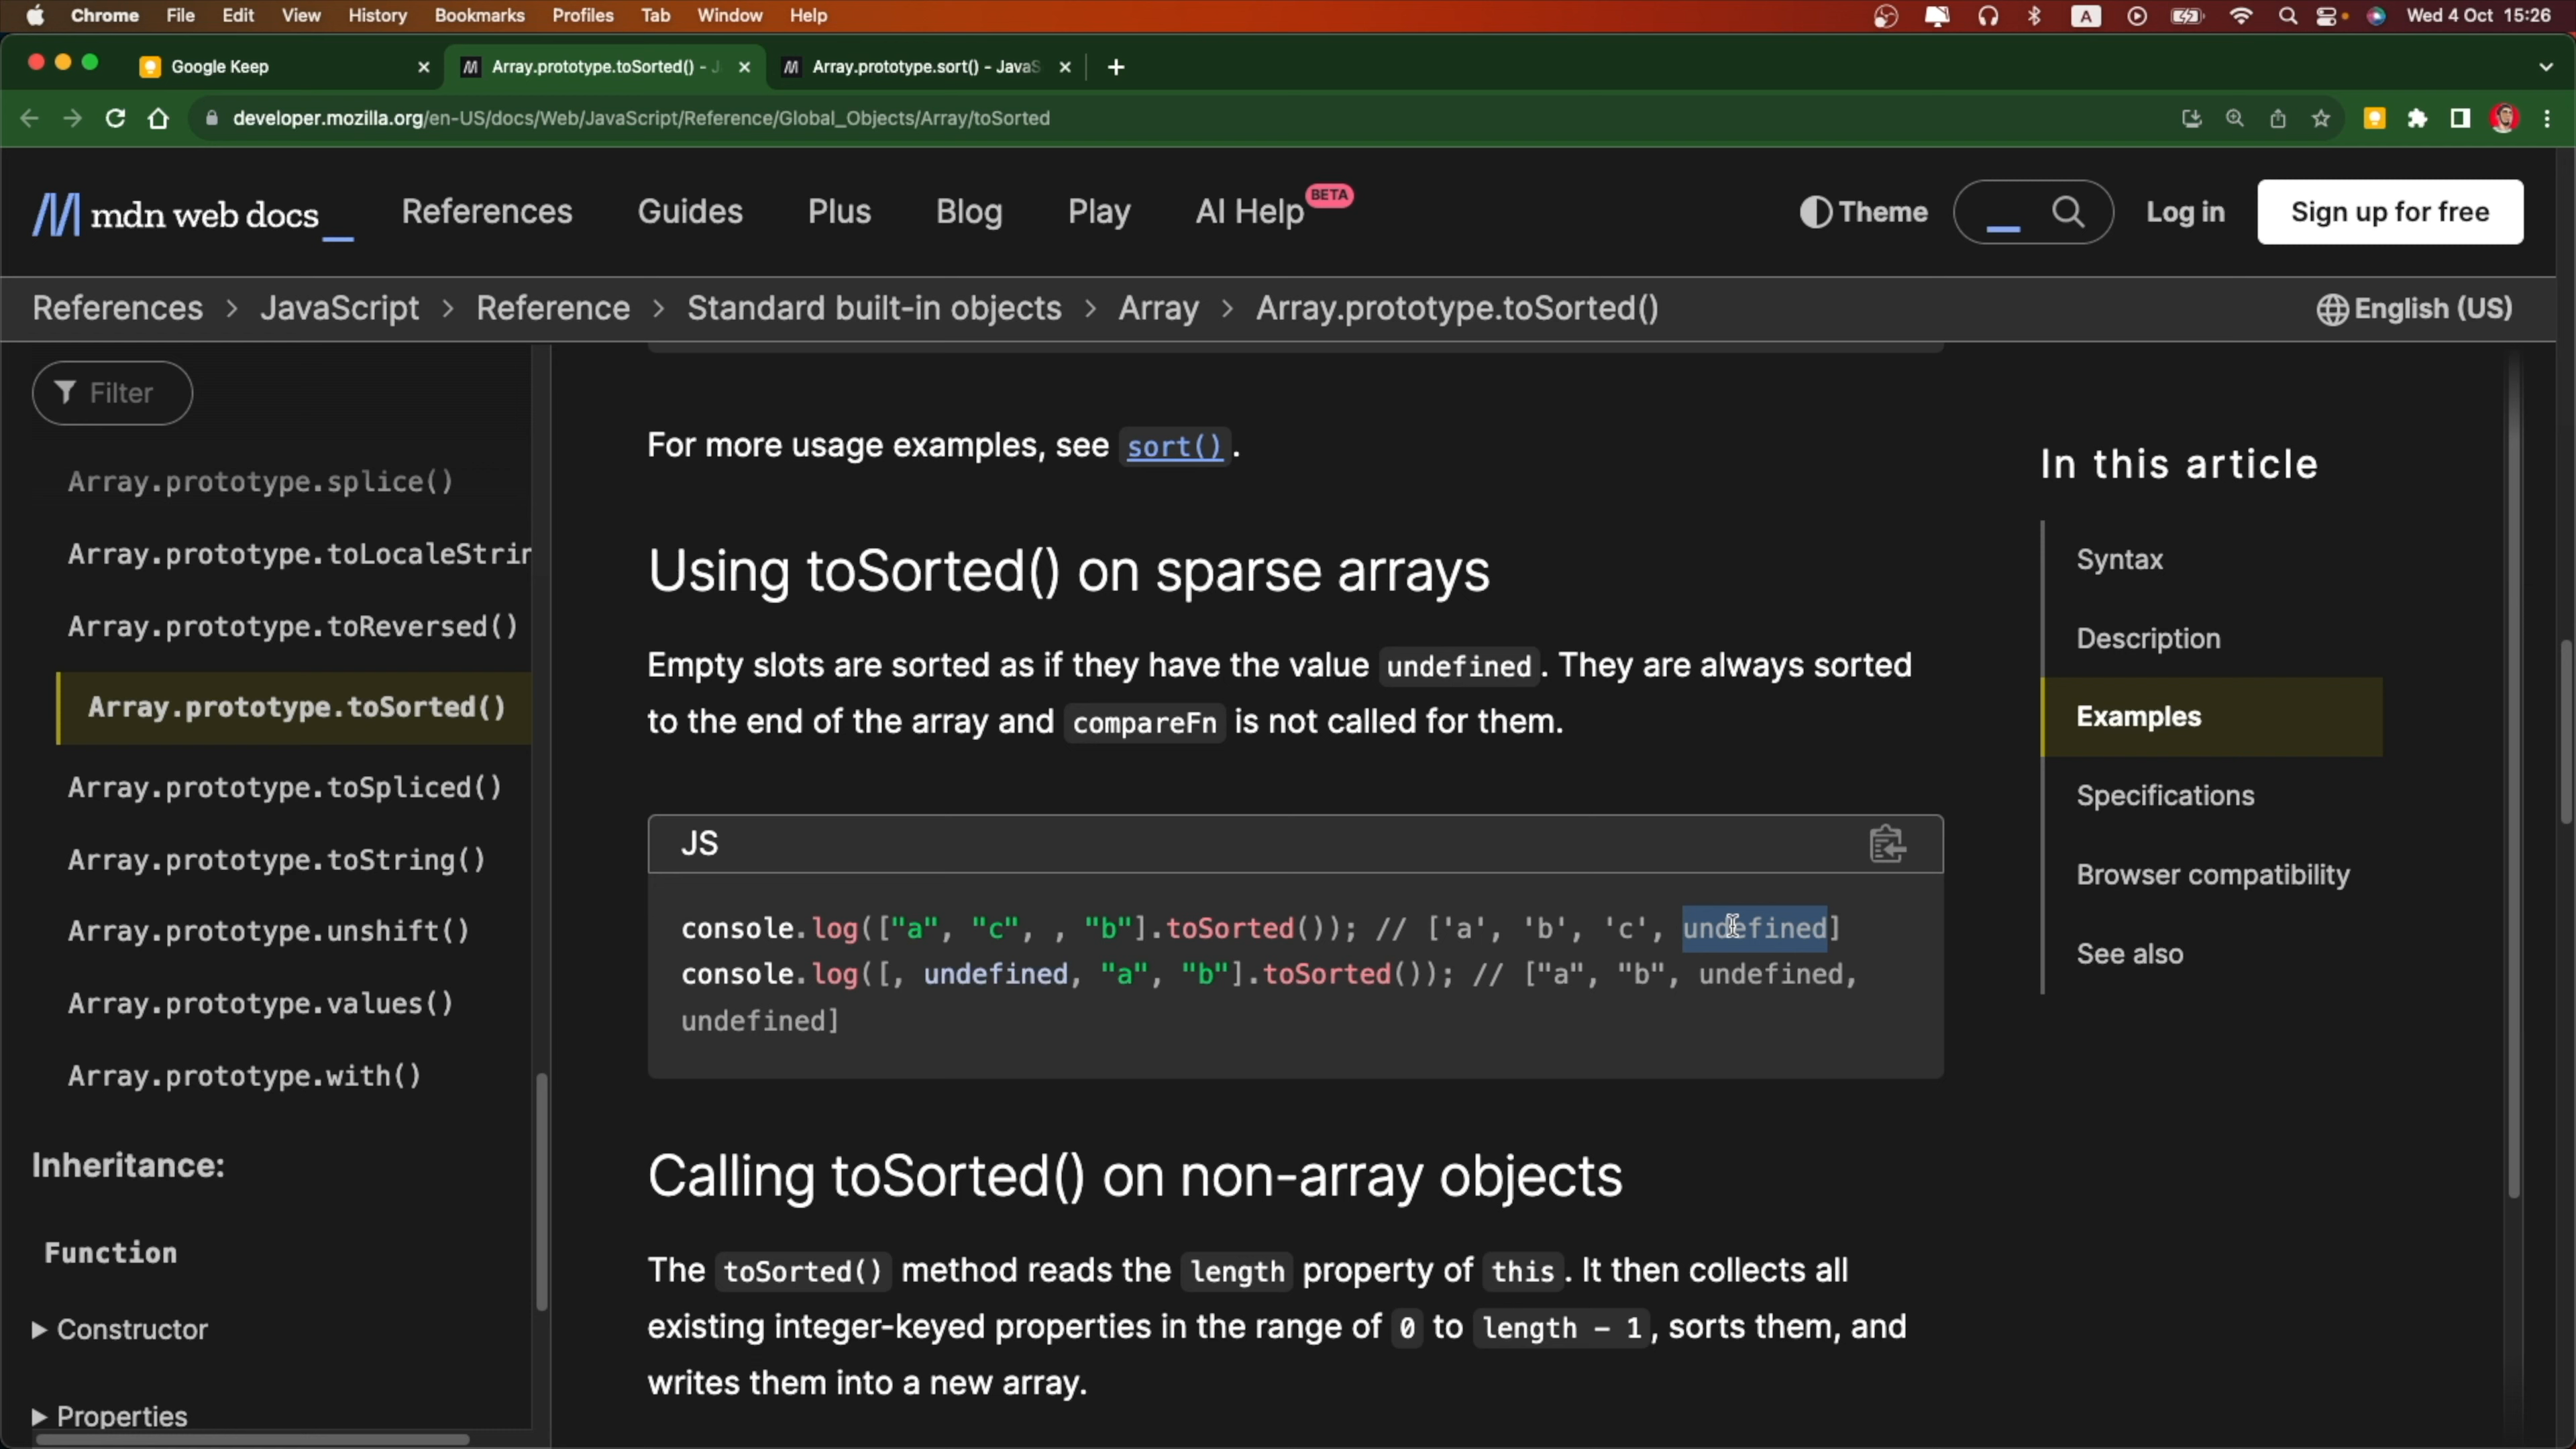 Chrome File Edit View History Bookmarks Profiles Tab Window Help A Wed 4 Oct 15:26
Google Keep Array.prototype.toSorted() - J Array.prototype.sort() - JavaS
developer.mozilla.org/en-US/docs/Web/JavaScript/Reference/Global_Objects/Array/toSorted
mdn web docs_ References Guides Plus Blog Play AI Help BETA Theme Log in Sign up for free
References > JavaScript > Reference > Standard built-in objects > Array > Array.prototype.toSorted() English (US)
Filter
Array.prototype.splice()
Array.prototype.toLocaleStrin
Array.prototype.toReversed()
Array.prototype.toSorted()
Array.prototype.toSpliced()
Array.prototype.toString()
Array.prototype.unshift()
Array.prototype.values()
Array.prototype.with()
Inheritance:
Function
Constructor
Properties
For more usage examples, see sort().
Using toSorted() on sparse arrays
Empty slots are sorted as if they have the value undefined. They are always sorted
to the end of the array and compareFn is not called for them.
JS
console.log(["a", "c", , "b"].toSorted()); // ['a', 'b', 'c', undefined]
console.log([, undefined, "a", "b"].toSorted()); // ["a", "b", undefined,
undefined]
Calling toSorted() on non-array objects
The toSorted() method reads the length property of this. It then collects all
existing integer-keyed properties in the range of 0 to length - 1, sorts them, and
writes them into a new array.
In this article
Syntax
Description
Examples
Specifications
Browser compatibility
See also